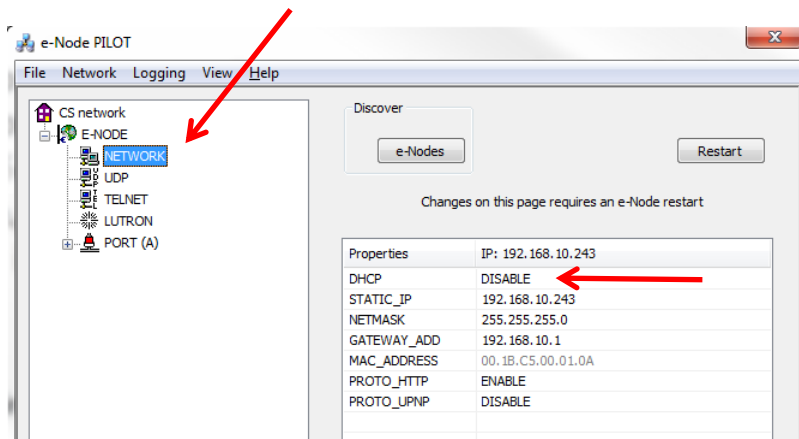 e-Node PILOT
X
File Network Logging View Help
CS network
E-NODE
NETWORK
UDP
TELNET
LUTRON
PORT (A)
Discover
e-Nodes
Restart
Changes on this page requires an e-Node restart
Properties IP: 192.168.10.243
DHCP DISABLE
STATIC_IP 192.168.10.243
NETMASK 255.255.255.0
GATEWAY_ADD 192.168.10.1
MAC_ADDRESS 00.1B.C5.00.01.0A
PROTO_HTTP ENABLE
PROTO_UPNP DISABLE